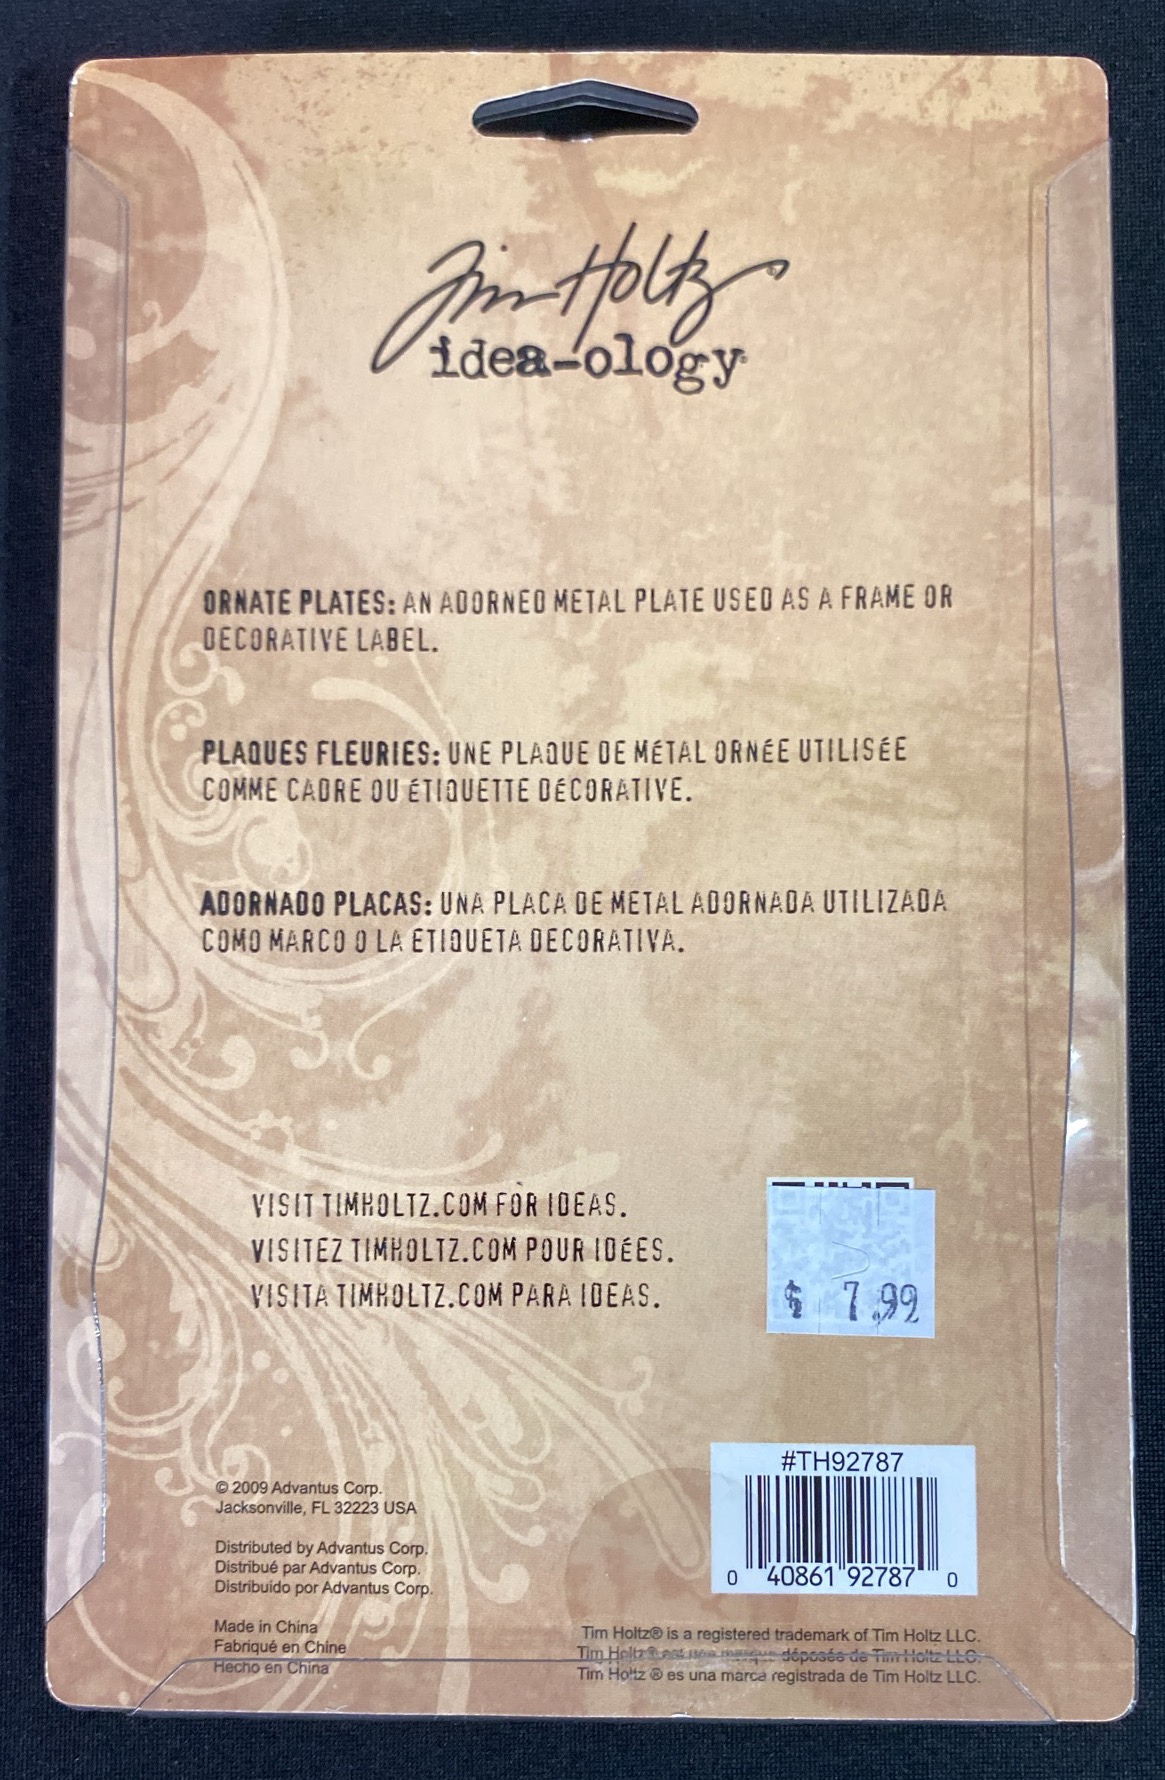 Tim Holtz
idea-ology
ORNATE PLATES: AN ADORNED METAL PLATE USED AS A FRAME OR
DECORATIVE LABEL.
PLAQUES FLEURIES: UNE PLAQUE DE MÉTAL ORNÉE UTILISÉE
COMME CADRE OU ÉTIQUETTE DÉCORATIVE.
ADORNADO PLACAS: UNA PLACA DE METAL ADORNADA UTILIZADA
COMO MARCO O LA ETIQUETA DECORATIVA.
VISIT TIMHOLTZ.COM FOR IDEAS.
VISITEZ TIMHOLTZ.COM POUR IDÉES.
VISITA TIMHOLTZ.COM PARA IDEAS.
$ 7.99
#TH92787
0 40861 92787 0
© 2009 Advantus Corp.
Jacksonville, FL 32223 USA
Distributed by Advantus Corp.
Distribué par Advantus Corp.
Distribuido por Advantus Corp.
Made in China
Fabriqué en Chine
Hecho en China
Tim Holtz® is a registered trademark of Tim Holtz LLC.
Tim Holtz® est une marque déposée de Tim Holtz LLC.
Tim Holtz ® es una marca registrada de Tim Holtz LLC.